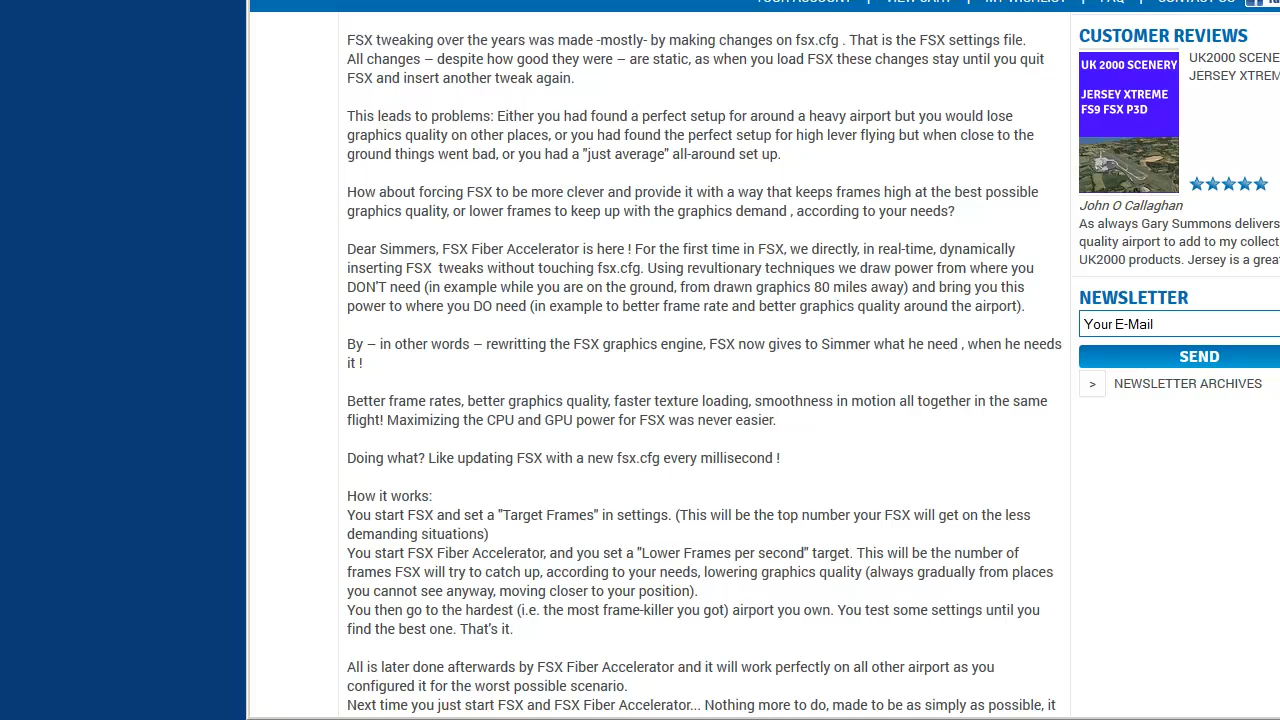 FSX tweaking over the years was made -mostly- by making changes on fsx.cfg . That is the FSX settings file.
All changes – despite how good they were – are static, as when you load FSX these changes stay until you quit
FSX and insert another tweak again.
This leads to problems: Either you had found a perfect setup for around a heavy airport but you would lose
graphics quality on other places, or you had found the perfect setup for high lever flying but when close to the
ground things went bad, or you had a "just average" all-around set up.
How about forcing FSX to be more clever and provide it with a way that keeps frames high at the best possible
graphics quality, or lower frames to keep up with the graphics demand , according to your needs?
Dear Simmers, FSX Fiber Accelerator is here ! For the first time in FSX, we directly, in real-time, dynamically
inserting FSX  tweaks without touching fsx.cfg. Using revultionary techniques we draw power from where you
DON'T need (in example while you are on the ground, from drawn graphics 80 miles away) and bring you this
power to where you DO need (in example to better frame rate and better graphics quality around the airport).
By – in other words – rewritting the FSX graphics engine, FSX now gives to Simmer what he need , when he needs
it !
Better frame rates, better graphics quality, faster texture loading, smoothness in motion all together in the same
flight! Maximizing the CPU and GPU power for FSX was never easier.
Doing what? Like updating FSX with a new fsx.cfg every millisecond !
How it works:
You start FSX and set a "Target Frames" in settings. (This will be the top number your FSX will get on the less
demanding situations)
You start FSX Fiber Accelerator, and you set a "Lower Frames per second" target. This will be the number of
frames FSX will try to catch up, according to your needs, lowering graphics quality (always gradually from places
you cannot see anyway, moving closer to your position).
You then go to the hardest (i.e. the most frame-killer you got) airport you own. You test some settings until you
find the best one. That's it.
All is later done afterwards by FSX Fiber Accelerator and it will work perfectly on all other airport as you
configured it for the worst possible scenario.
Next time you just start FSX and FSX Fiber Accelerator... Nothing more to do, made to be as simply as possible, it
CUSTOMER REVIEWS
UK 2000 SCENERY
JERSEY XTREME
FS9 FSX P3D
UK2000 SCENE
JERSEY XTREM
John O Callaghan
As always Gary Summons delivers
quality airport to add to my collect
UK2000 products. Jersey is a grea
NEWSLETTER
Your E-Mail
SEND
> NEWSLETTER ARCHIVES